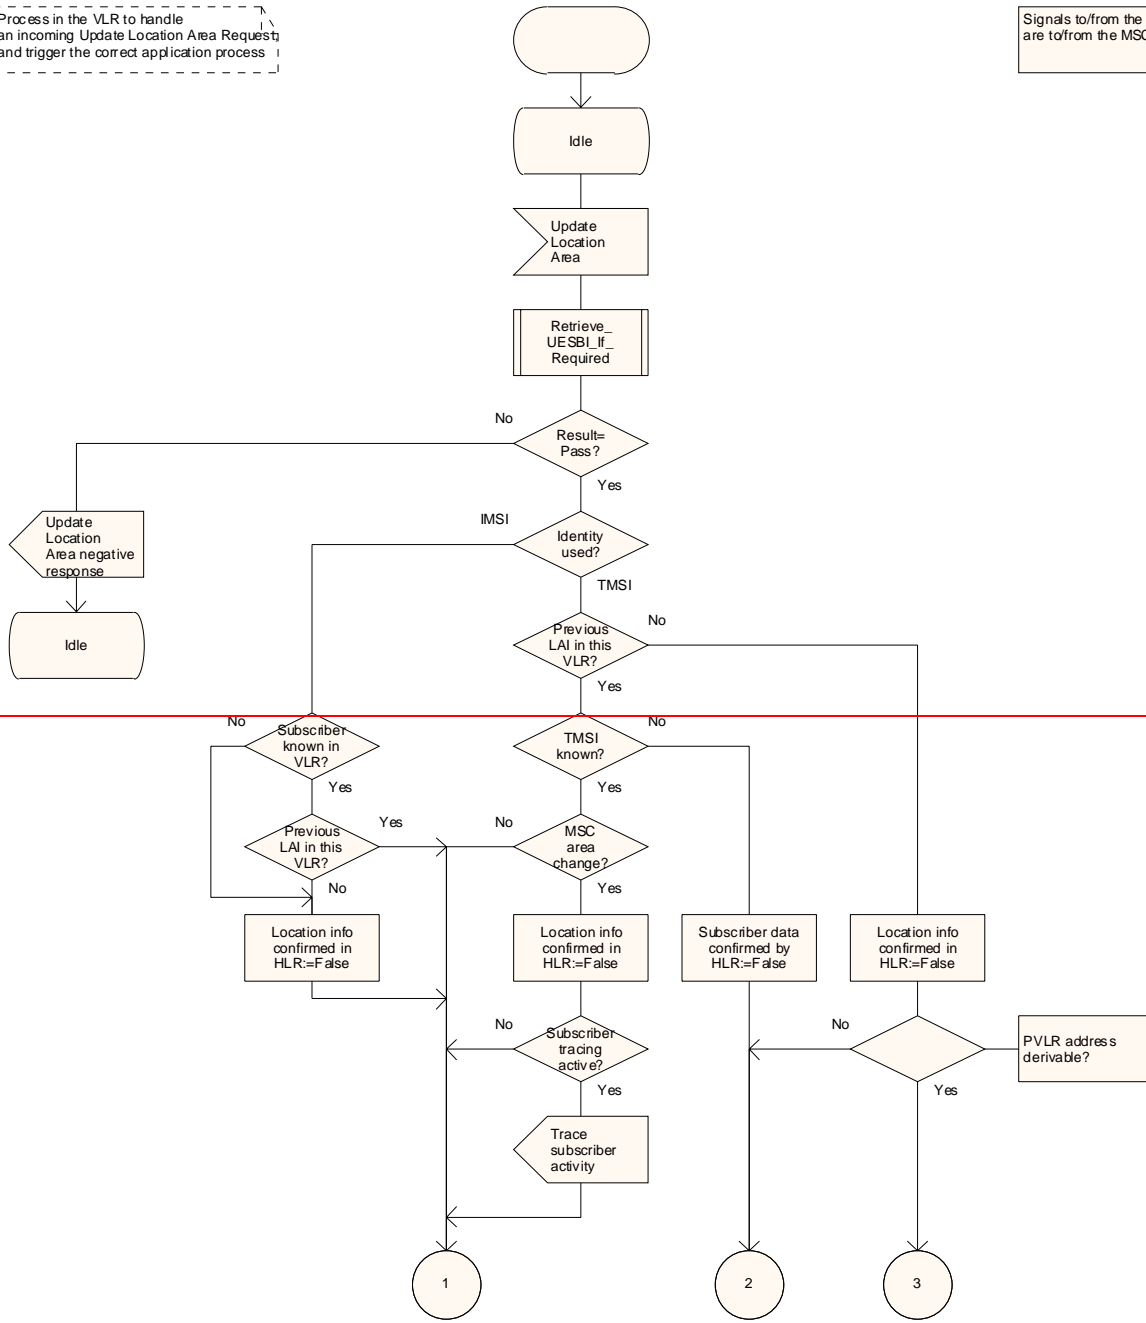 Process in the VLR to handle
an incoming Update Location Area Request
and trigger the correct application process
Signals to/from the
are to/from the MSC
Idle
Update
Location
Area
Retrieve_
UESBI_If_
Required
No
Result=
Pass?
Yes
IMSI
Identity
used?
TMSI
Update
Location
Area negative
response
Idle
Previous
LAI in this
VLR?
No
Yes
No
Subscriber
known in
VLR?
Yes
TMSI
known?
No
Yes
Previous
LAI in this
VLR?
Yes
No
No
MSC
area
change?
Yes
Location info
confirmed in
HLR:=False
Location info
confirmed in
HLR:=False
Subscriber data
confirmed by
HLR:=False
Location info
confirmed in
HLR:=False
No
Subscriber
tracing
active?
Yes
No
Yes
PVLR address
derivable?
Trace
subscriber
activity
1
2
3